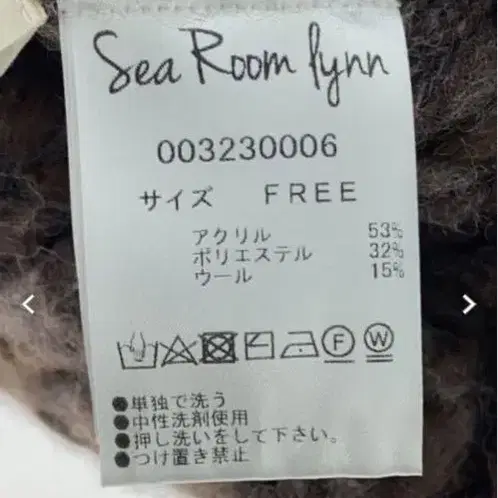 Sea Room lynn
003230006
サイズ FREE
アクリル 53%
ポリエステル 32%
ウール 15%
F W
●単独で洗う
●中性洗剤使用
●押し洗いをして下さい。
●つけ置き禁止